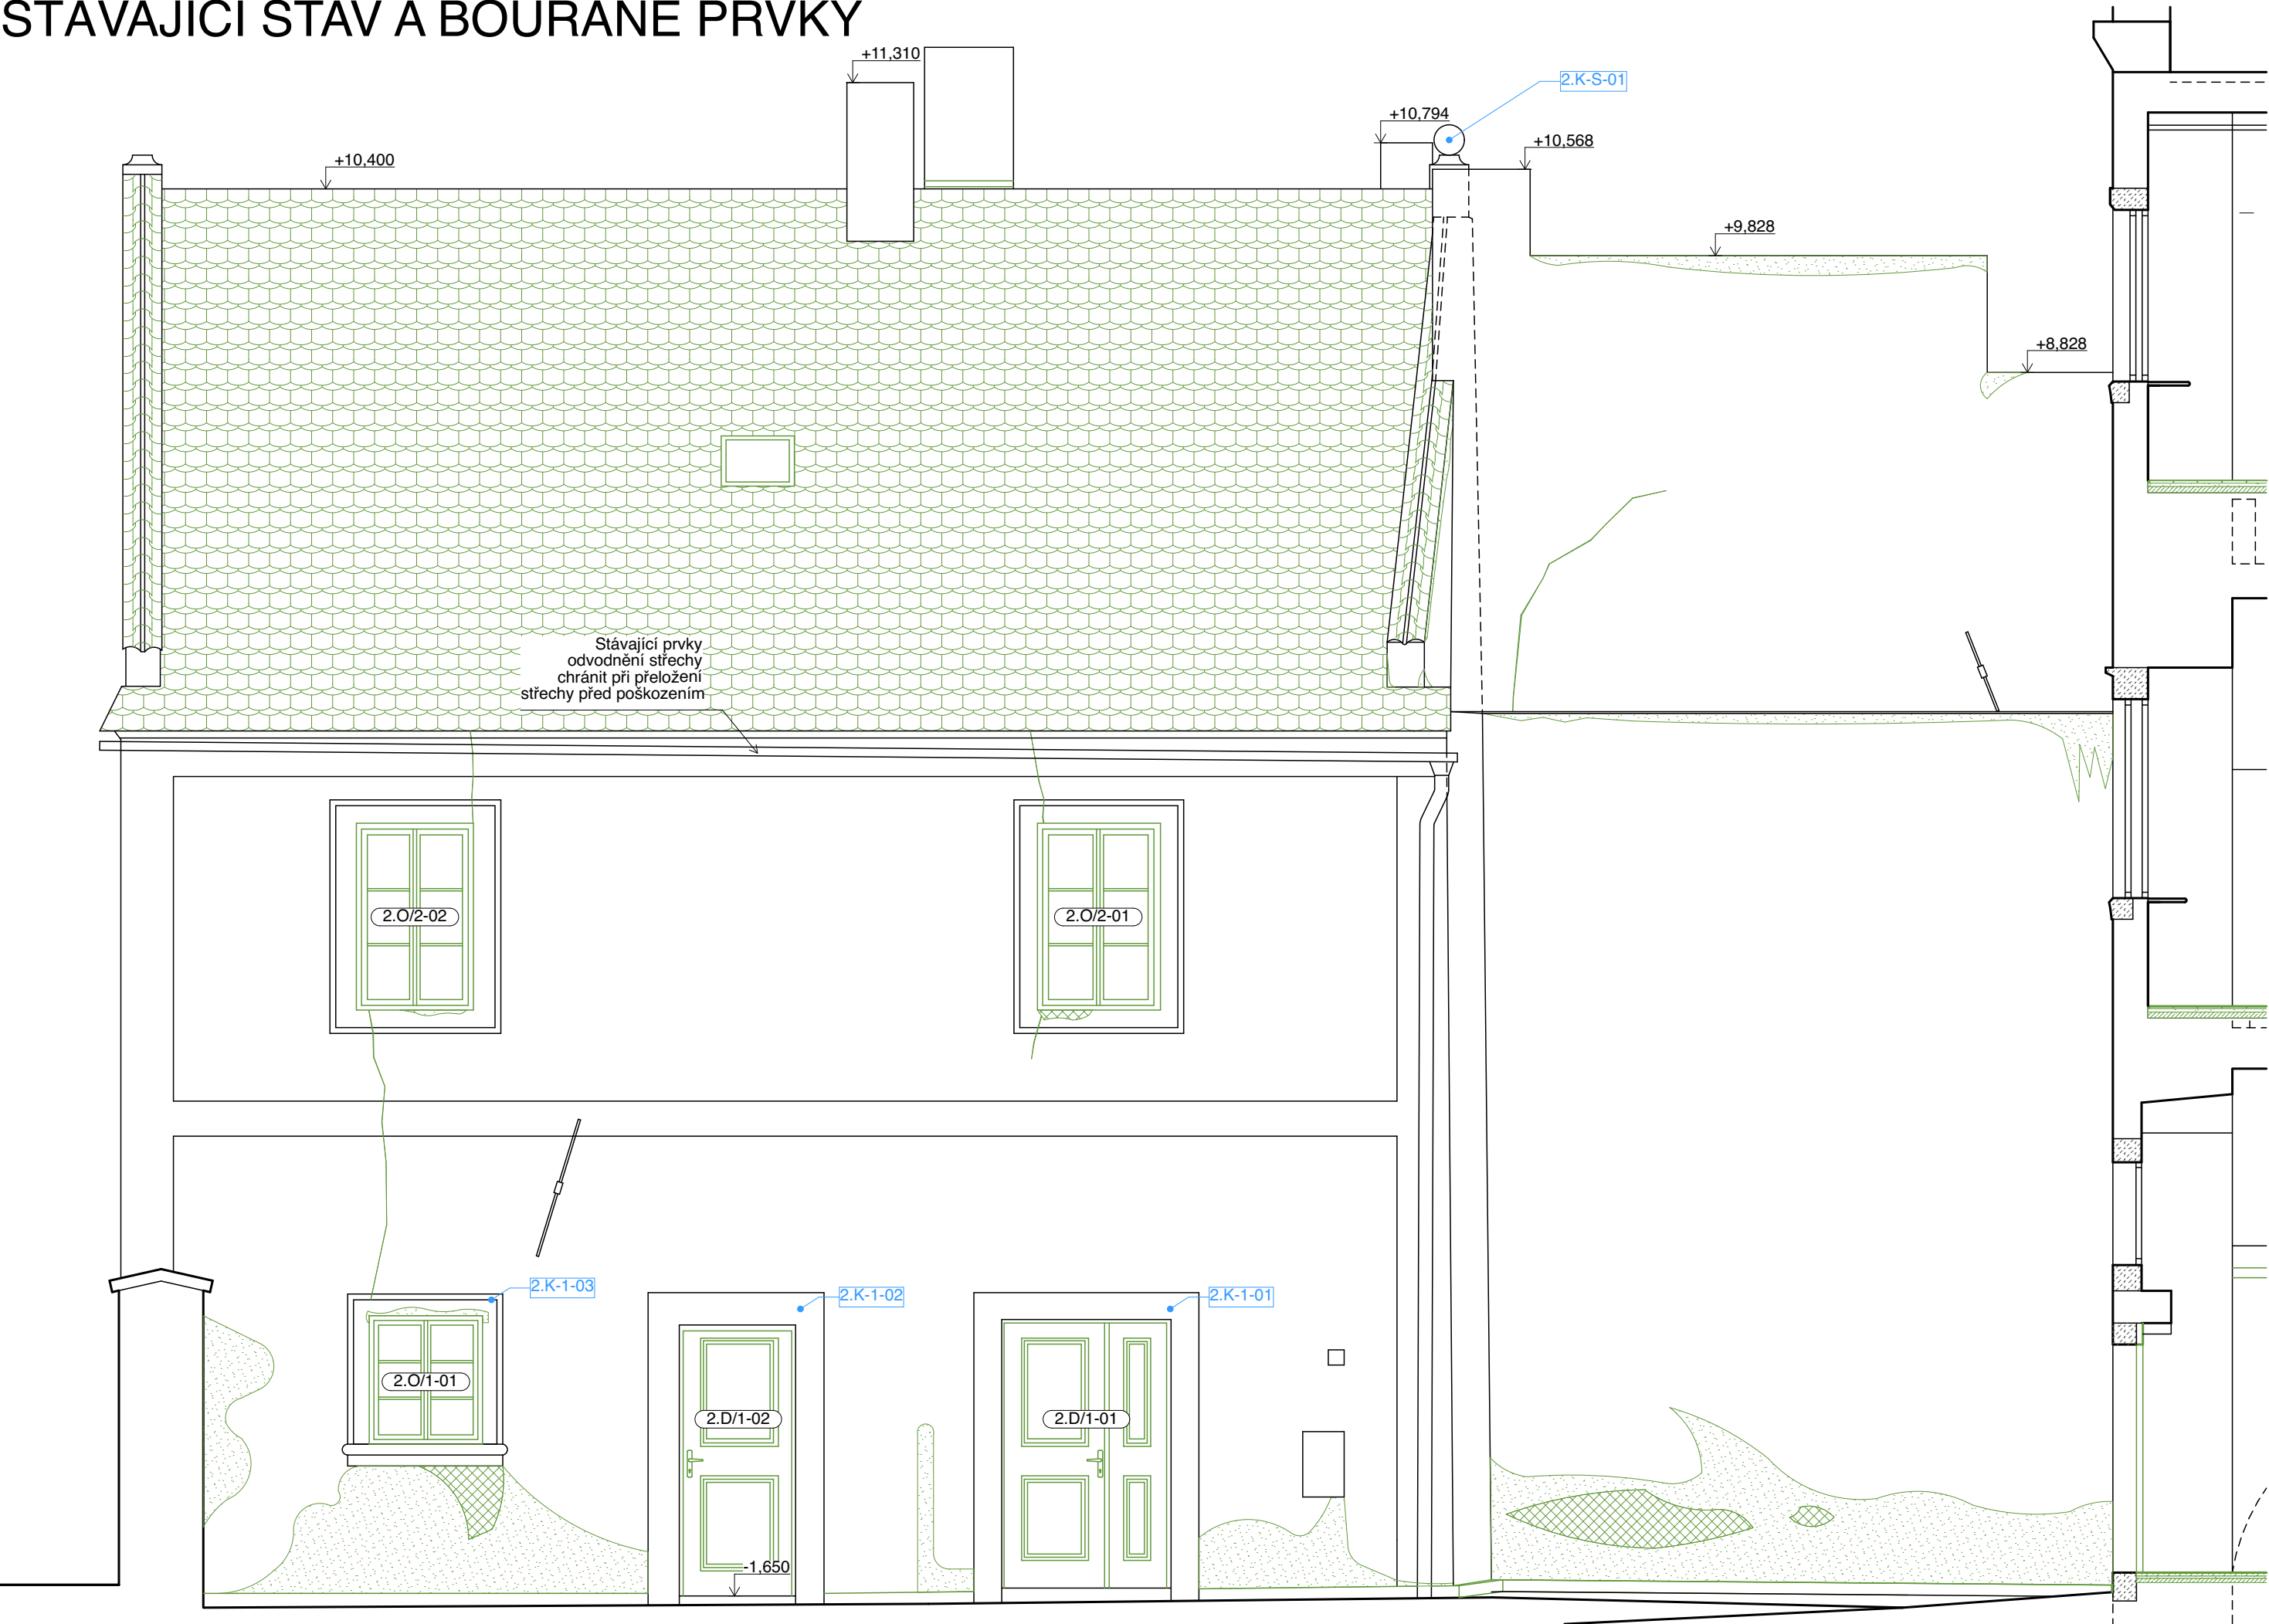 STÁVAJÍCÍ STAV A BOURANÉ PRVKY
+11,310
2.K-S-01
+10,794
+10,568
+10,400
+9,828
+8,828
Stávající prvky
odvodnění střechy
chránit při přeložení
střechy před poškozením
2.O/2-02
2.O/2-01
2.K-1-03
2.K-1-02
2.K-1-01
2.O/1-01
2.D/1-02
2.D/1-01
-1,650